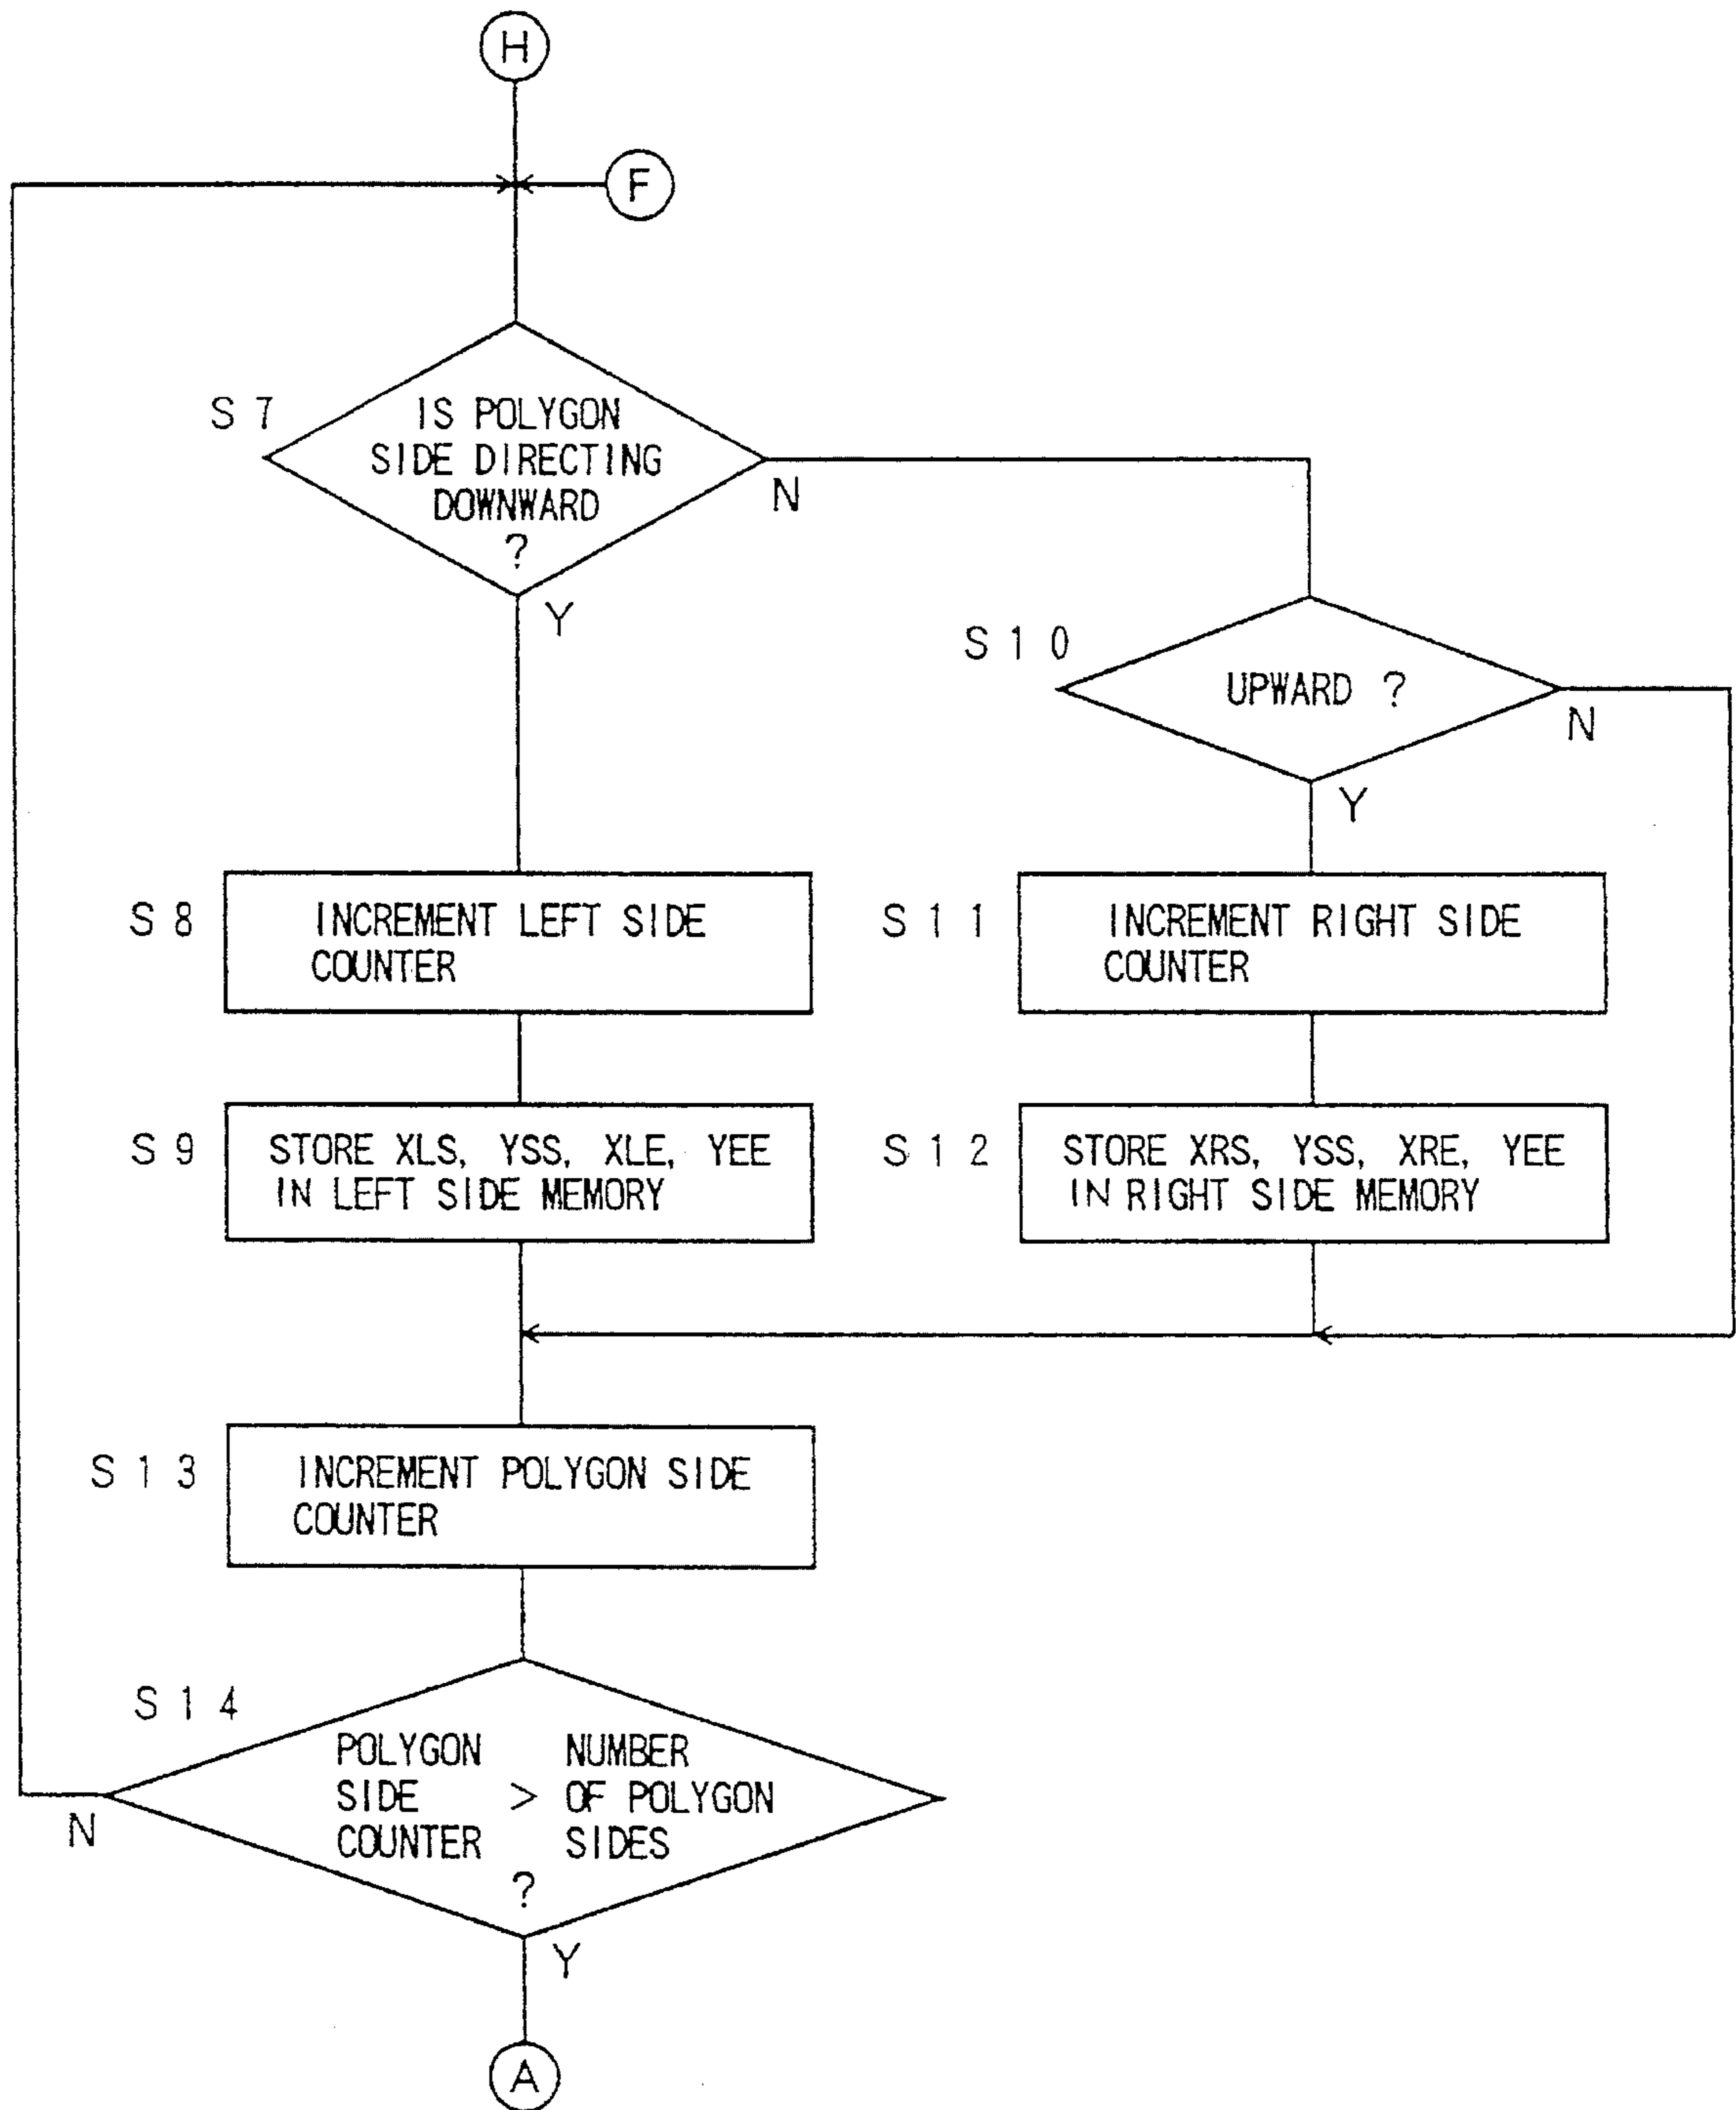 H
F
S 7
IS POLYGON
SIDE DIRECTING
DOWNWARD
?
N
Y
S 1 0
UPWARD ?
N
Y
S 8
INCREMENT LEFT SIDE
COUNTER
S 1 1
INCREMENT RIGHT SIDE
COUNTER
S 9
STORE XLS, YSS, XLE, YEE
IN LEFT SIDE MEMORY
S 1 2
STORE XRS, YSS, XRE, YEE
IN RIGHT SIDE MEMORY
S 1 3
INCREMENT POLYGON SIDE
COUNTER
S 1 4
POLYGON NUMBER
SIDE > OF POLYGON
COUNTER SIDES
?
N
Y
A